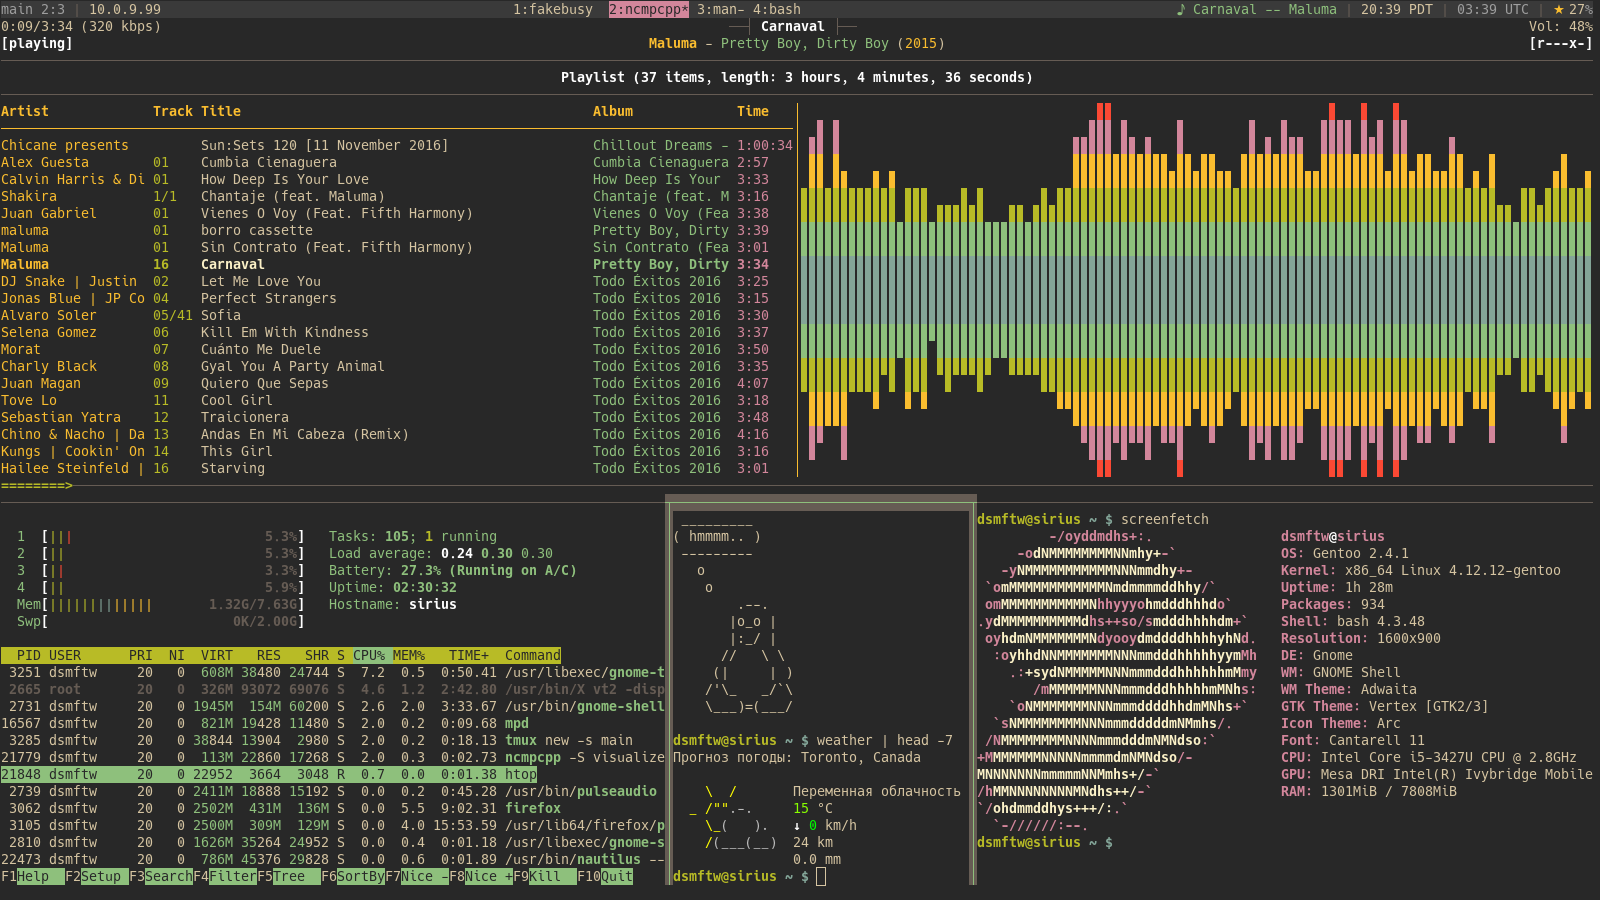 main 2:3 | 10.0.9.99 1:fakebusy 2:ncmpcpp* 3:man- 4:bash ♪ Carnaval -- Maluma | 20:39 PDT | 03:39 UTC | ★ 27%
0:09/3:34 (320 kbps) Carnaval Vol: 48%
[playing] Maluma - Pretty Boy, Dirty Boy (2015) [r---x-]
Playlist (37 items, length: 3 hours, 4 minutes, 36 seconds)
Artist Track Title Album Time
Chicane presents Sun:Sets 120 [11 November 2016] Chillout Dreams - 1:00:34
Alex Guesta 01 Cumbia Cienaguera Cumbia Cienaguera 2:57
Calvin Harris & Di 01 How Deep Is Your Love How Deep Is Your 3:33
Shakira 1/1 Chantaje (feat. Maluma) Chantaje (feat. M 3:16
Juan Gabriel 01 Vienes O Voy (Feat. Fifth Harmony) Vienes O Voy (Fea 3:38
maluma 01 borro cassette Pretty Boy, Dirty 3:39
Maluma 01 Sin Contrato (Feat. Fifth Harmony) Sin Contrato (Fea 3:01
Maluma 16 Carnaval Pretty Boy, Dirty 3:34
DJ Snake | Justin 02 Let Me Love You Todo Éxitos 2016 3:25
Jonas Blue | JP Co 04 Perfect Strangers Todo Éxitos 2016 3:15
Alvaro Soler 05/41 Sofia Todo Éxitos 2016 3:30
Selena Gomez 06 Kill Em With Kindness Todo Éxitos 2016 3:37
Morat 07 Cuánto Me Duele Todo Éxitos 2016 3:50
Charly Black 08 Gyal You A Party Animal Todo Éxitos 2016 3:35
Juan Magan 09 Quiero Que Sepas Todo Éxitos 2016 4:07
Tove Lo 11 Cool Girl Todo Éxitos 2016 3:18
Sebastian Yatra 12 Traicionera Todo Éxitos 2016 3:48
Chino & Nacho | Da 13 Andas En Mi Cabeza (Remix) Todo Éxitos 2016 4:16
Kungs | Cookin' On 14 This Girl Todo Éxitos 2016 3:16
Hailee Steinfeld | 16 Starving Todo Éxitos 2016 3:01
========>
1 [||| 5.3%] Tasks: 105; 1 running
2 [|| 5.3%] Load average: 0.24 0.30 0.30
3 [|| 3.3%] Battery: 27.3% (Running on A/C)
4 [|| 5.9%] Uptime: 02:30:32
Mem[||||||||||||| 1.32G/7.63G] Hostname: sirius
Swp[ 0K/2.00G]
PID USER PRI NI VIRT RES SHR S CPU% MEM% TIME+ Command
3251 dsmftw 20 0 608M 38480 24744 S 7.2 0.5 0:50.41 /usr/libexec/gnome-t
2665 root 20 0 326M 93072 69076 S 4.6 1.2 2:42.80 /usr/bin/X vt2 -disp
2731 dsmftw 20 0 1945M 154M 60200 S 2.6 2.0 3:33.67 /usr/bin/gnome-shell
16567 dsmftw 20 0 821M 19428 11480 S 2.0 0.2 0:09.68 mpd
3285 dsmftw 20 0 38844 13904 2980 S 2.0 0.2 0:18.13 tmux new -s main
21779 dsmftw 20 0 113M 22860 17268 S 2.0 0.3 0:02.73 ncmpcpp -S visualize
21848 dsmftw 20 0 22952 3664 3048 R 0.7 0.0 0:01.38 htop
2739 dsmftw 20 0 2411M 18888 15192 S 0.0 0.2 0:45.28 /usr/bin/pulseaudio
3062 dsmftw 20 0 2502M 431M 136M S 0.0 5.5 9:02.31 firefox
3105 dsmftw 20 0 2500M 309M 129M S 0.0 4.0 15:53.59 /usr/lib64/firefox/p
2810 dsmftw 20 0 1626M 35264 24952 S 0.0 0.4 0:01.18 /usr/libexec/gnome-s
22473 dsmftw 20 0 786M 45376 29828 S 0.0 0.6 0:01.89 /usr/bin/nautilus --
F1Help F2Setup F3SearchF4FilterF5Tree F6SortByF7Nice -F8Nice +F9Kill F10Quit
( hmmmm.. )
dsmftw@sirius ~ $ weather | head -7
Прогноз погоды: Toronto, Canada
Переменная облачность
15 °C
↓ 0 km/h
24 km
0.0 mm
dsmftw@sirius ~ $
dsmftw@sirius ~ $ screenfetch
dsmftw@sirius
OS: Gentoo 2.4.1
Kernel: x86_64 Linux 4.12.12-gentoo
Uptime: 1h 28m
Packages: 934
Shell: bash 4.3.48
Resolution: 1600x900
DE: Gnome
WM: GNOME Shell
WM Theme: Adwaita
GTK Theme: Vertex [GTK2/3]
Icon Theme: Arc
Font: Cantarell 11
CPU: Intel Core i5-3427U CPU @ 2.8GHz
GPU: Mesa DRI Intel(R) Ivybridge Mobile
RAM: 1301MiB / 7808MiB
dsmftw@sirius ~ $